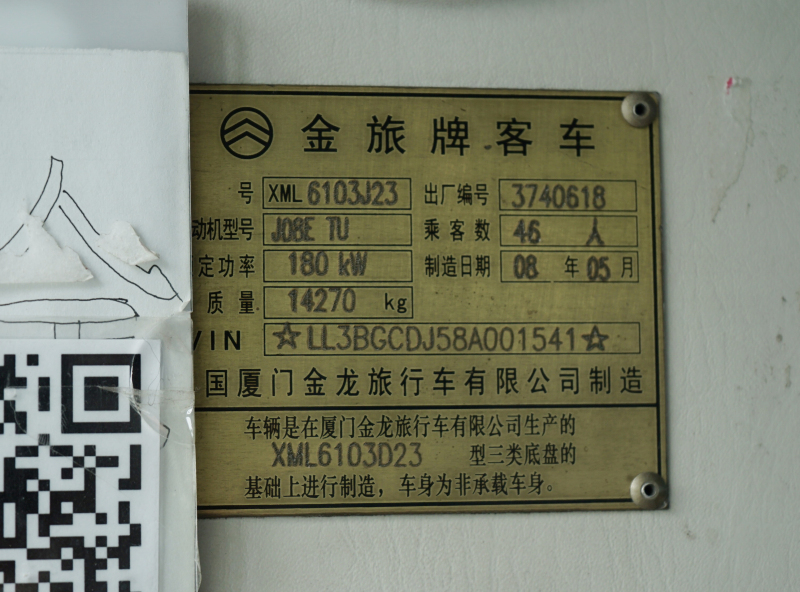 金旅牌客车
号 XML6103J23 出厂编号 3740618
动机型号 J08E TU 乘客数 46 人
定功率 180 kW 制造日期 08 年 05 月
质量 14270 kg
VIN ☆LL3BGCDJ58A001541☆
国厦门金龙旅行车有限公司制造
车辆是在厦门金龙旅行车有限公司生产的
XML6103D23 型三类底盘的
基础上进行制造，车身为非承载车身。